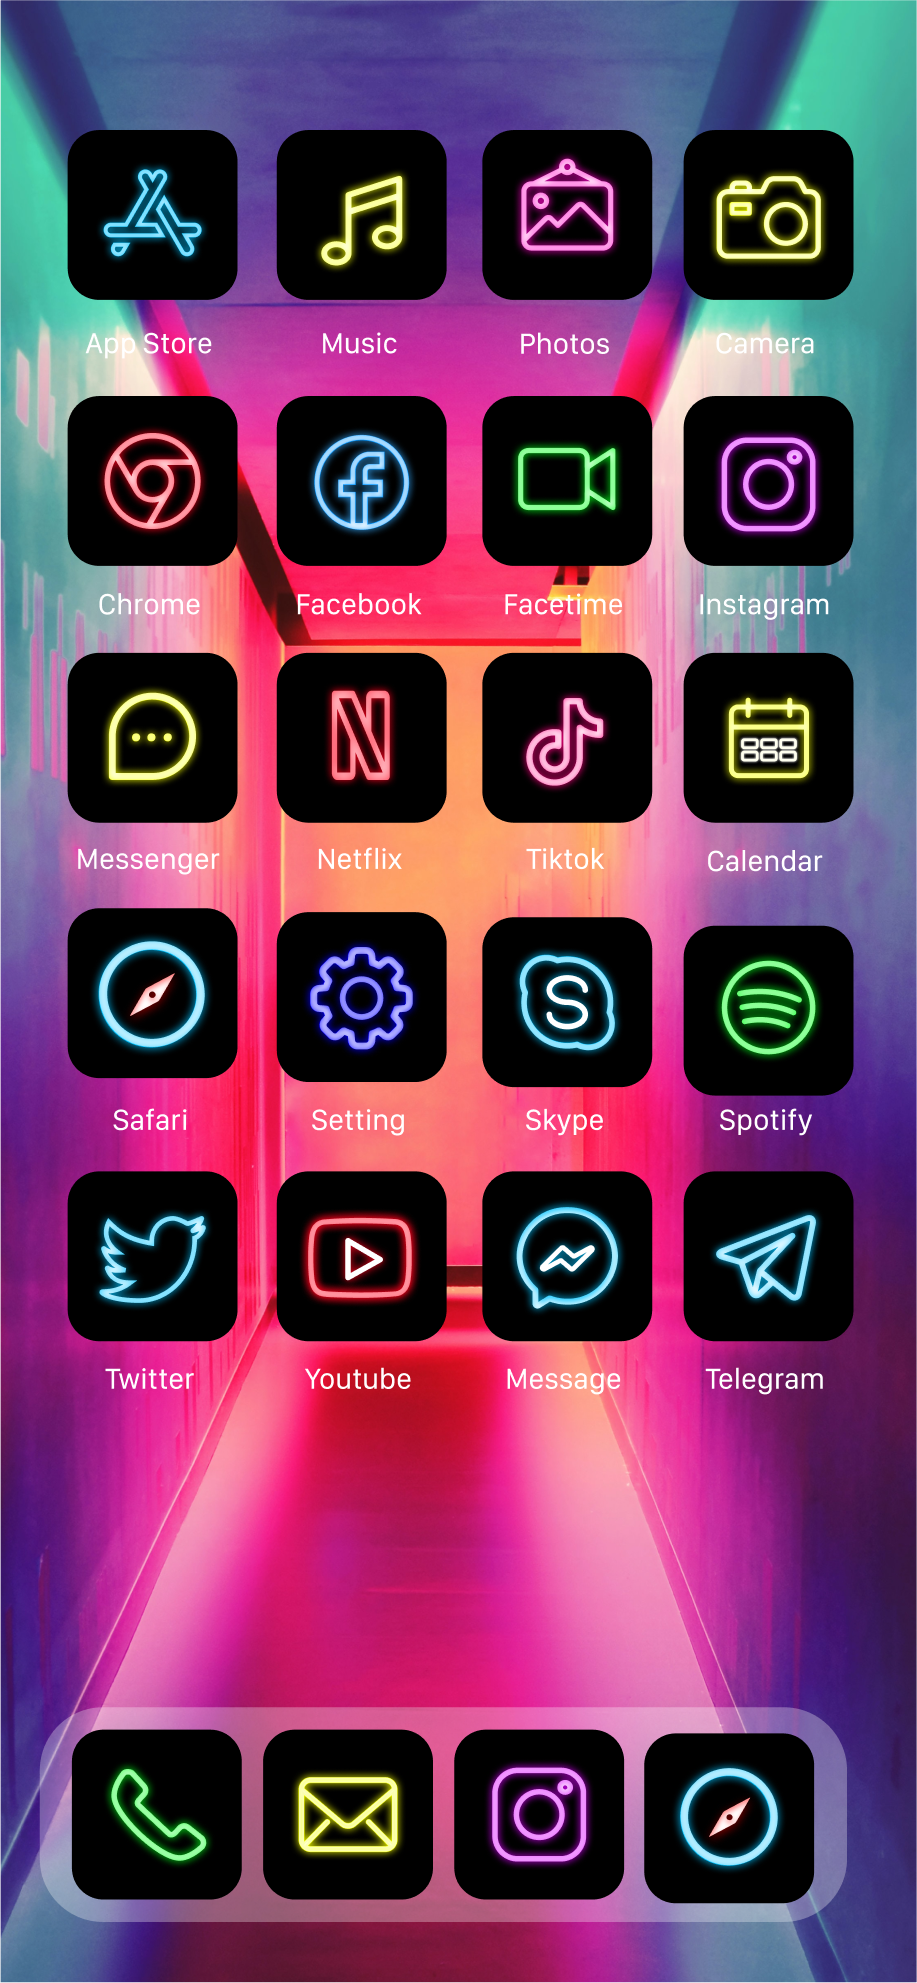 App Store
Music
Photos
Camera
Chrome
Facebook
Facetime
Instagram
Messenger
Netflix
Tiktok
Calendar
Safari
Setting
Skype
Spotify
Twitter
Youtube
Message
Telegram